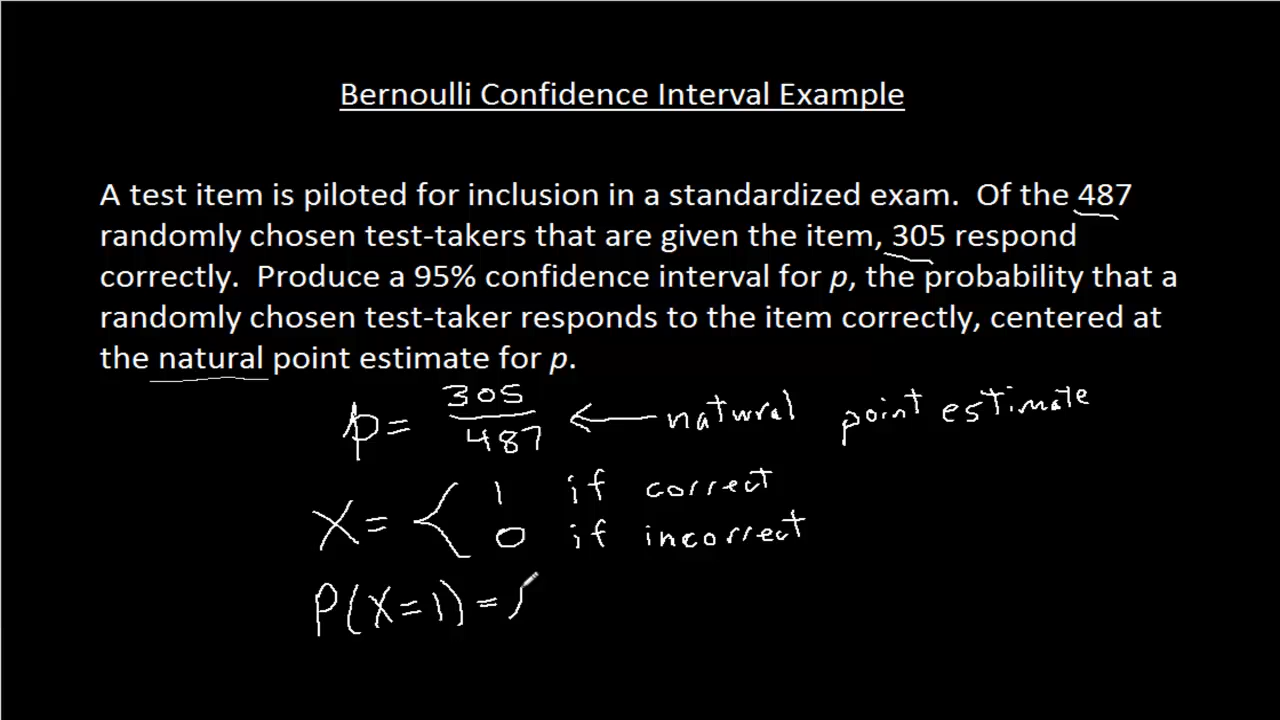 Bernoulli Confidence Interval Example
A test item is piloted for inclusion in a standardized exam.  Of the 487
randomly chosen test-takers that are given the item, 305 respond
correctly.  Produce a 95% confidence interval for p, the probability that a
randomly chosen test-taker responds to the item correctly, centered at
the natural point estimate for p.
p = 305/487 ← natural point estimate
X = { 1 if correct
0 if incorrect
P(X=1) =